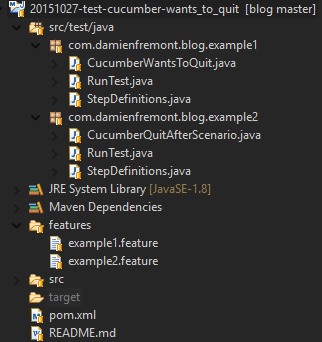 20151027-test-cucumber-wants_to_quit [blog master]
src/test/java
com.damienfremont.blog.example1
CucumberWantsToQuit.java
RunTest.java
StepDefinitions.java
com.damienfremont.blog.example2
CucumberQuitAfterScenario.java
RunTest.java
StepDefinitions.java
JRE System Library [JavaSE-1.8]
Maven Dependencies
features
example1.feature
example2.feature
src
target
pom.xml
README.md